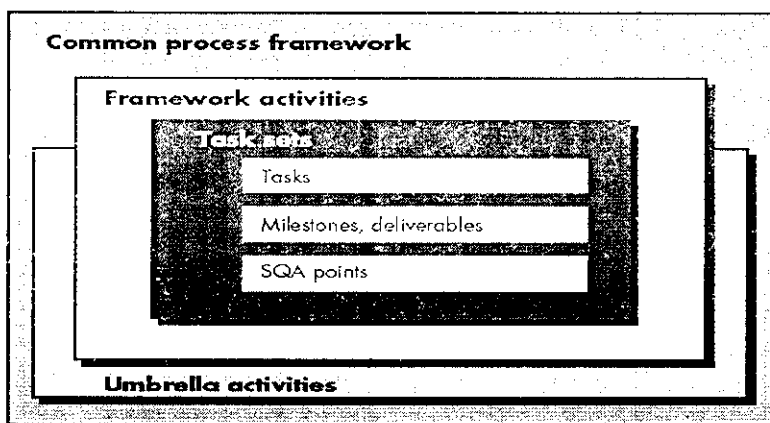 Common process framework
Framework activities
Task sets
Tasks
Milestones, deliverables
SQA points
Umbrella activities